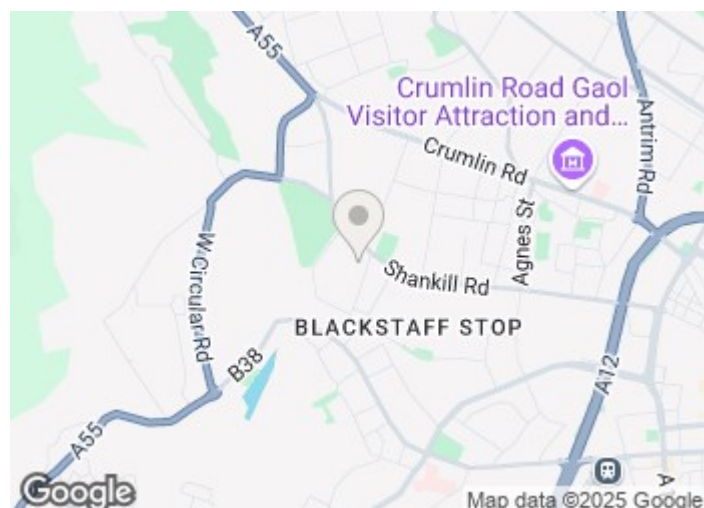 A55
Crumlin Road Gaol
Visitor Attraction and...
Antrim Rd
Crumlin Rd
Agnes St
W Circular Rd
Shankill Rd
BLACKSTAFF STOP
B38
A12
A55
A
Google
Map data ©2025 Google